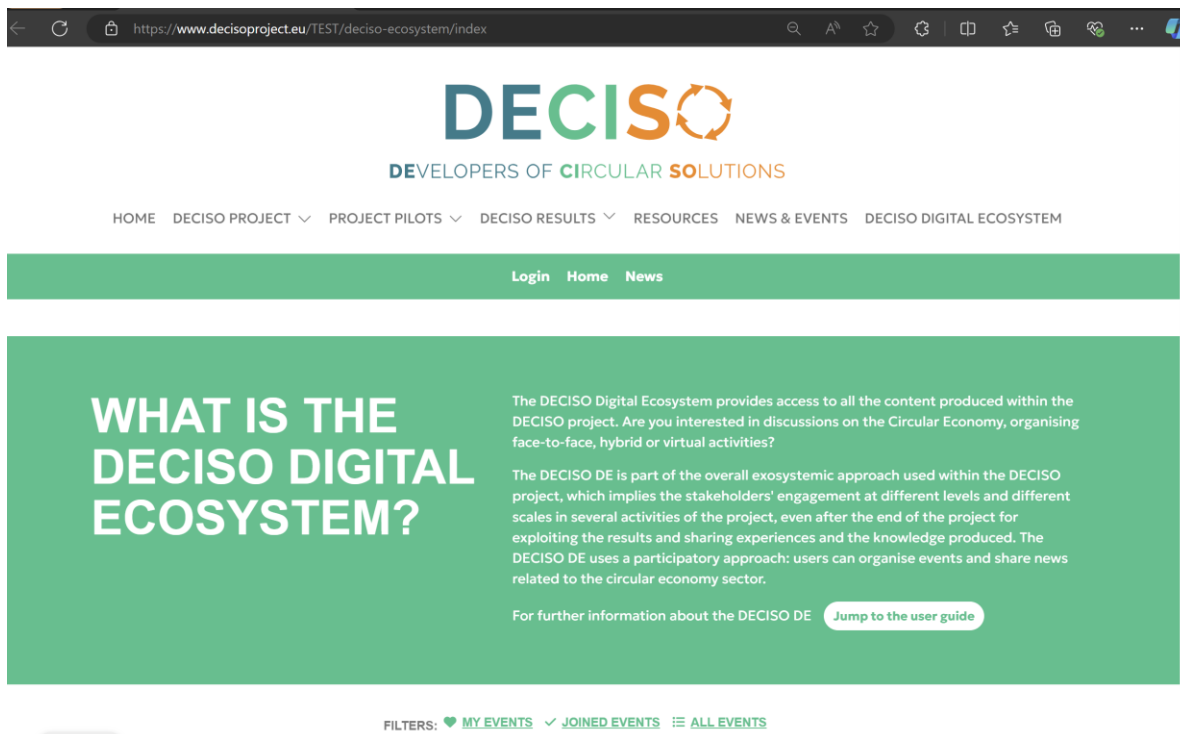 https://www.decisoproject.eu/TEST/deciso-ecosystem/index
DECISO
DEVELOPERS OF CIRCULAR SOLUTIONS
HOME DECISO PROJECT PROJECT PILOTS DECISO RESULTS RESOURCES NEWS & EVENTS DECISO DIGITAL ECOSYSTEM
Login Home News
WHAT IS THE
DECISO DIGITAL
ECOSYSTEM?
The DECISO Digital Ecosystem provides access to all the content produced within the
DECISO project. Are you interested in discussions on the Circular Economy, organising
face-to-face, hybrid or virtual activities?
The DECISO DE is part of the overall exosystemic approach used within the DECISO
project, which implies the stakeholders' engagement at different levels and different
scales in several activities of the project, even after the end of the project for
exploiting the results and sharing experiences and the knowledge produced. The
DECISO DE uses a participatory approach: users can organise events and share news
related to the circular economy sector.
For further information about the DECISO DE Jump to the user guide
FILTERS: MY EVENTS JOINED EVENTS ALL EVENTS